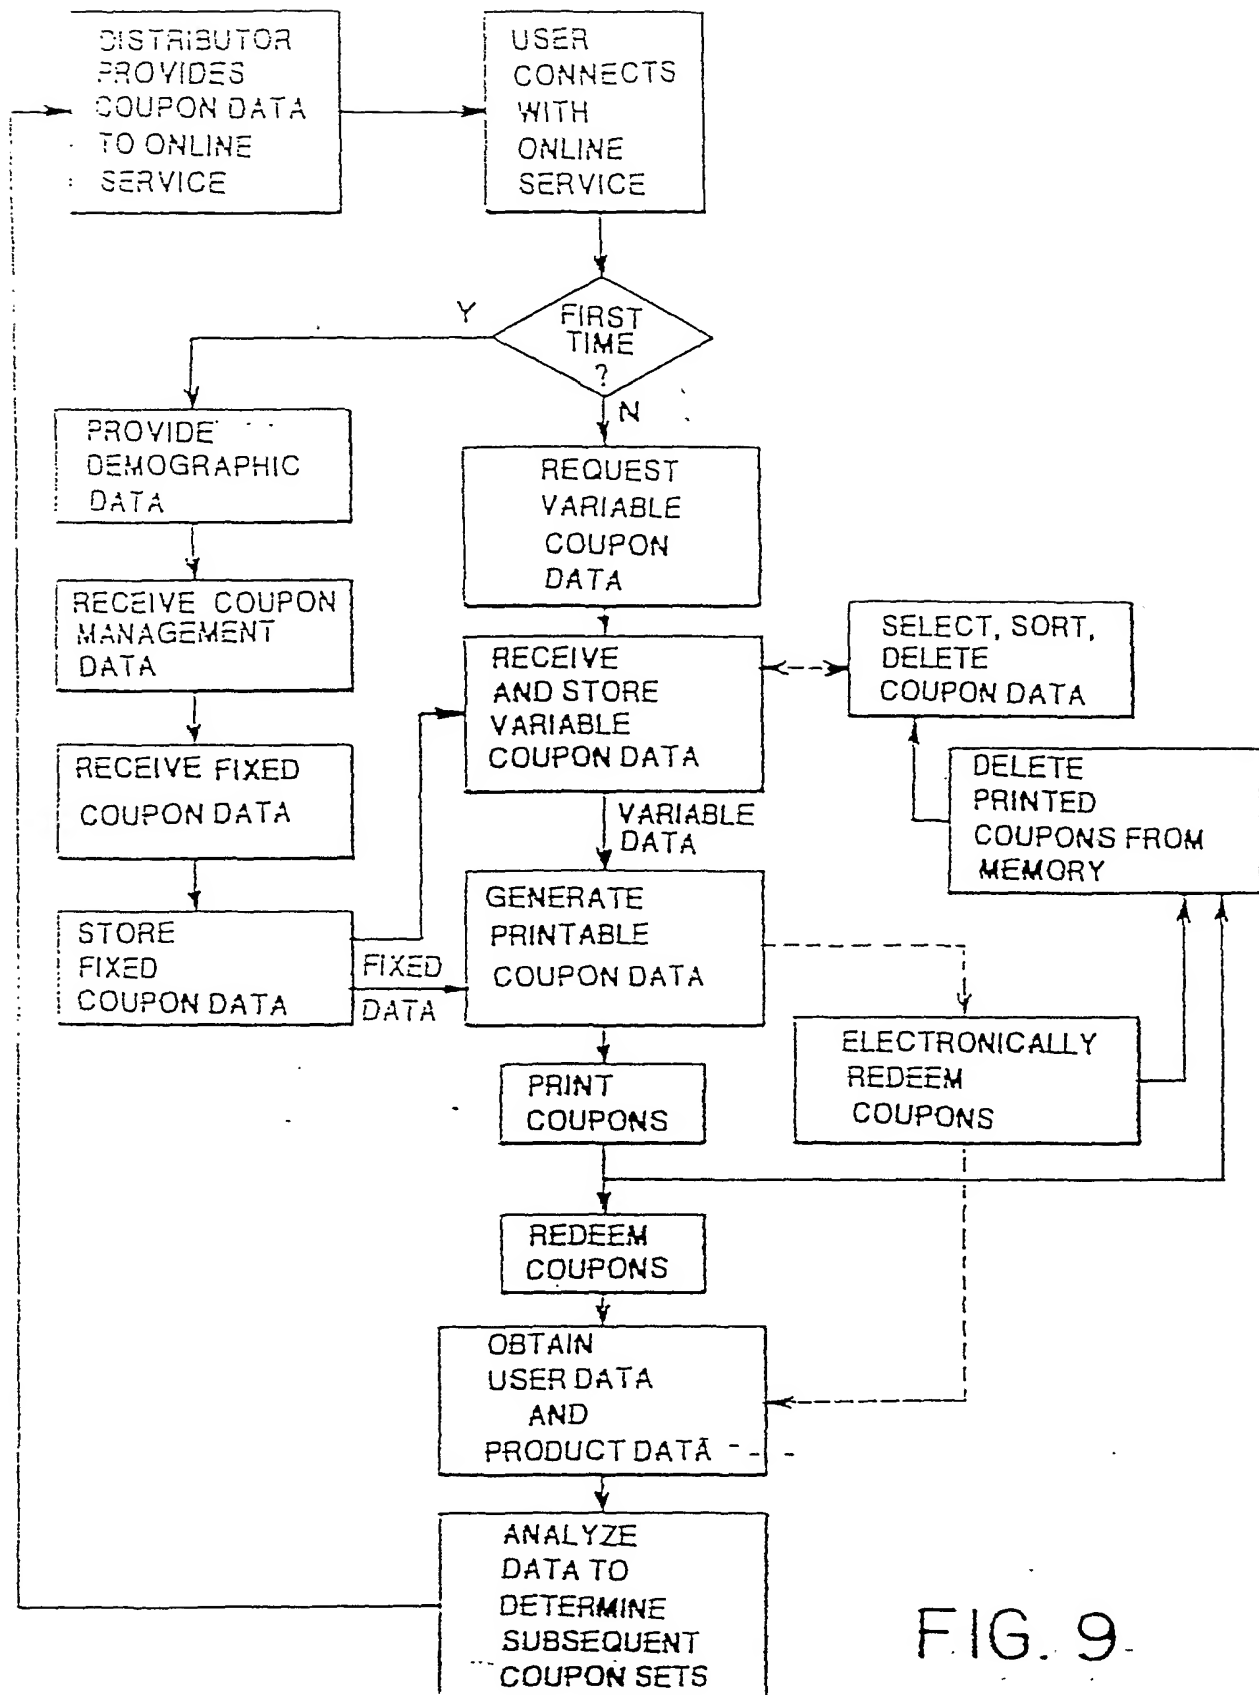 DISTRIBUTOR
PROVIDES
COUPON DATA
TO ONLINE
SERVICE
USER
CONNECTS
WITH
ONLINE
SERVICE
FIRST
TIME
?
Y
N
PROVIDE
DEMOGRAPHIC
DATA
REQUEST
VARIABLE
COUPON
DATA
RECEIVE COUPON
MANAGEMENT
DATA
RECEIVE
AND STORE
VARIABLE
COUPON DATA
SELECT, SORT,
DELETE
COUPON DATA
RECEIVE FIXED
COUPON DATA
DELETE
PRINTED
COUPONS FROM
MEMORY
VARIABLE
DATA
STORE
FIXED
COUPON DATA
FIXED
DATA
GENERATE
PRINTABLE
COUPON DATA
ELECTRONICALLY
REDEEM
COUPONS
PRINT
COUPONS
REDEEM
COUPONS
OBTAIN
USER DATA
AND
PRODUCT DATA
ANALYZE
DATA TO
DETERMINE
SUBSEQUENT
COUPON SETS
FIG. 9